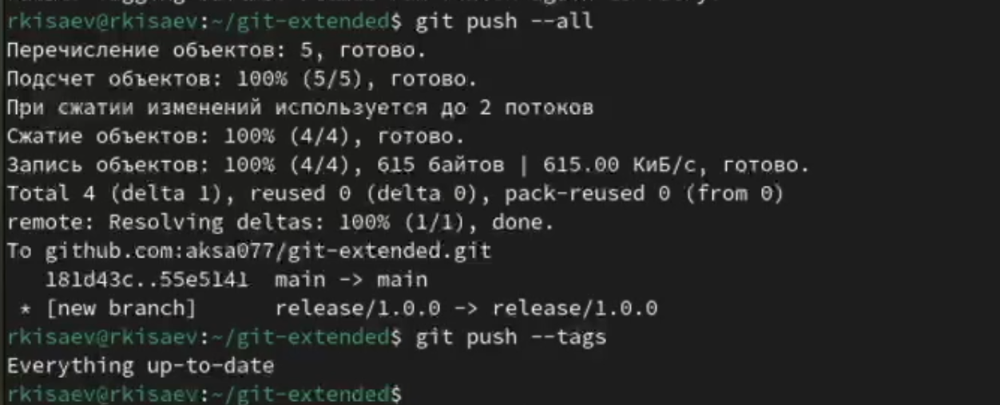 rkisaev@rkisaev:~/git-extended$ git push --all
Перечисление объектов: 5, готово.
Подсчет объектов: 100% (5/5), готово.
При сжатии изменений используется до 2 потоков
Сжатие объектов: 100% (4/4), готово.
Запись объектов: 100% (4/4), 615 байтов | 615.00 КиБ/с, готово.
Total 4 (delta 1), reused 0 (delta 0), pack-reused 0 (from 0)
remote: Resolving deltas: 100% (1/1), done.
To github.com:aksa077/git-extended.git
   181d43c..55e5141  main -> main
 * [new branch]      release/1.0.0 -> release/1.0.0
rkisaev@rkisaev:~/git-extended$ git push --tags
Everything up-to-date
rkisaev@rkisaev:~/git-extended$